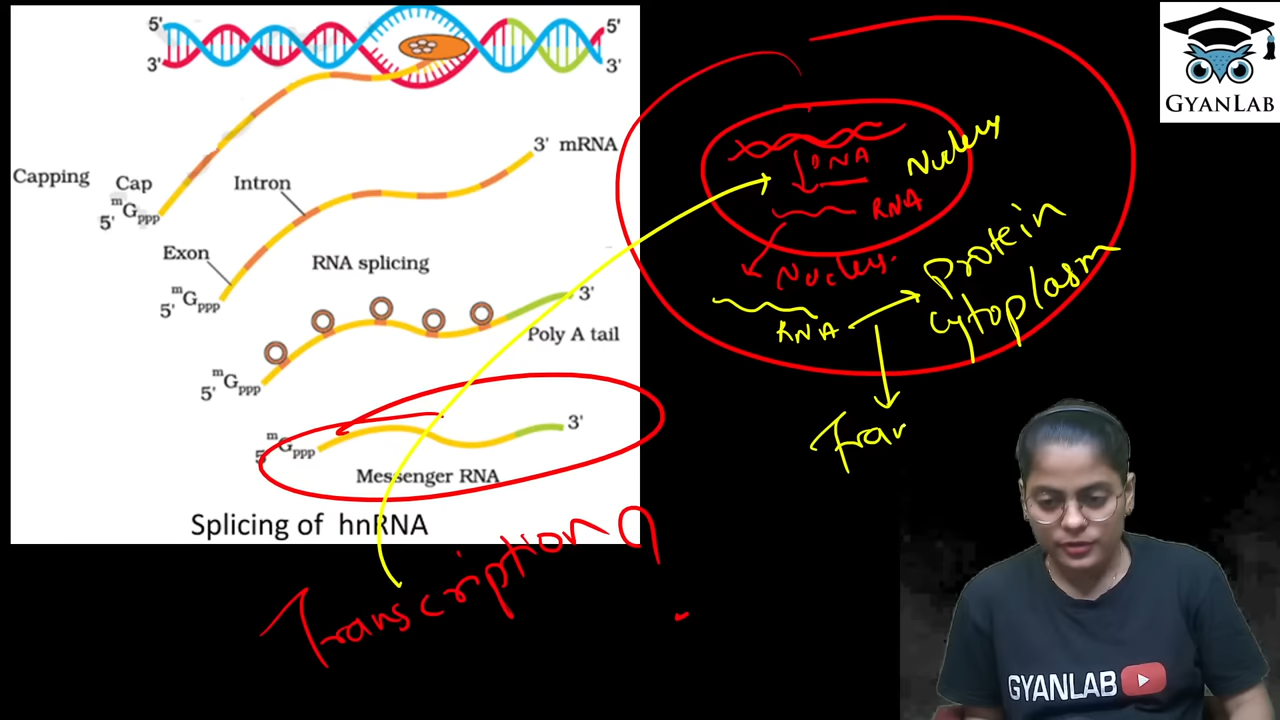 5'
5'
3'
3'
3' mRNA
Capping
Cap
Intron
5' mGppp
Exon
RNA splicing
5' mGppp
3'
Poly A tail
5' mGppp
3'
5' mGppp
Messenger RNA
Splicing of hnRNA
Transcription
DNA
Nucleus
RNA
Nucleus.
RNA
Protein
Cytoplasm
Tran
GYANLAB
GYANLAB